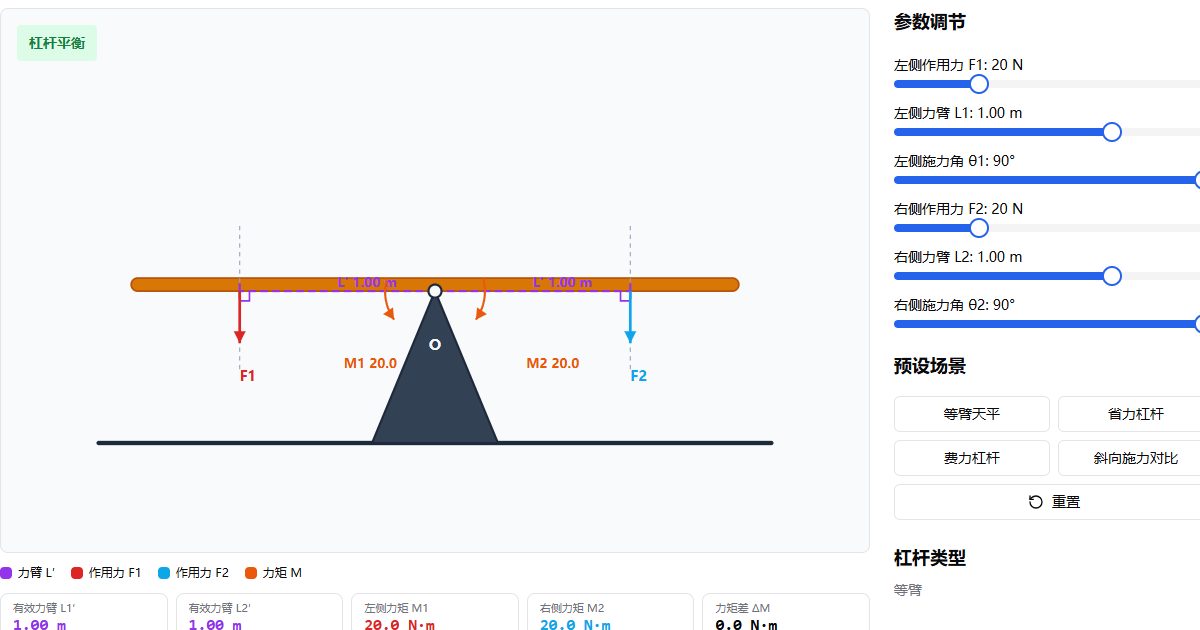 杠杆平衡
L' 1.00 m
L' 1.00 m
O
M1 20.0
M2 20.0
F1
F2
力臂 L'
作用力 F1
作用力 F2
力矩 M
有效力臂 L1'
1.00 m
有效力臂 L2'
1.00 m
左侧力矩 M1
20.0 N·m
右侧力矩 M2
20.0 N·m
力矩差 ΔM
0.0 N·m
参数调节
左侧作用力 F1: 20 N
左侧力臂 L1: 1.00 m
左侧施力角 θ1: 90°
右侧作用力 F2: 20 N
右侧力臂 L2: 1.00 m
右侧施力角 θ2: 90°
预设场景
等臂天平
省力杠杆
费力杠杆
斜向施力对比
重置
杠杆类型
等臂